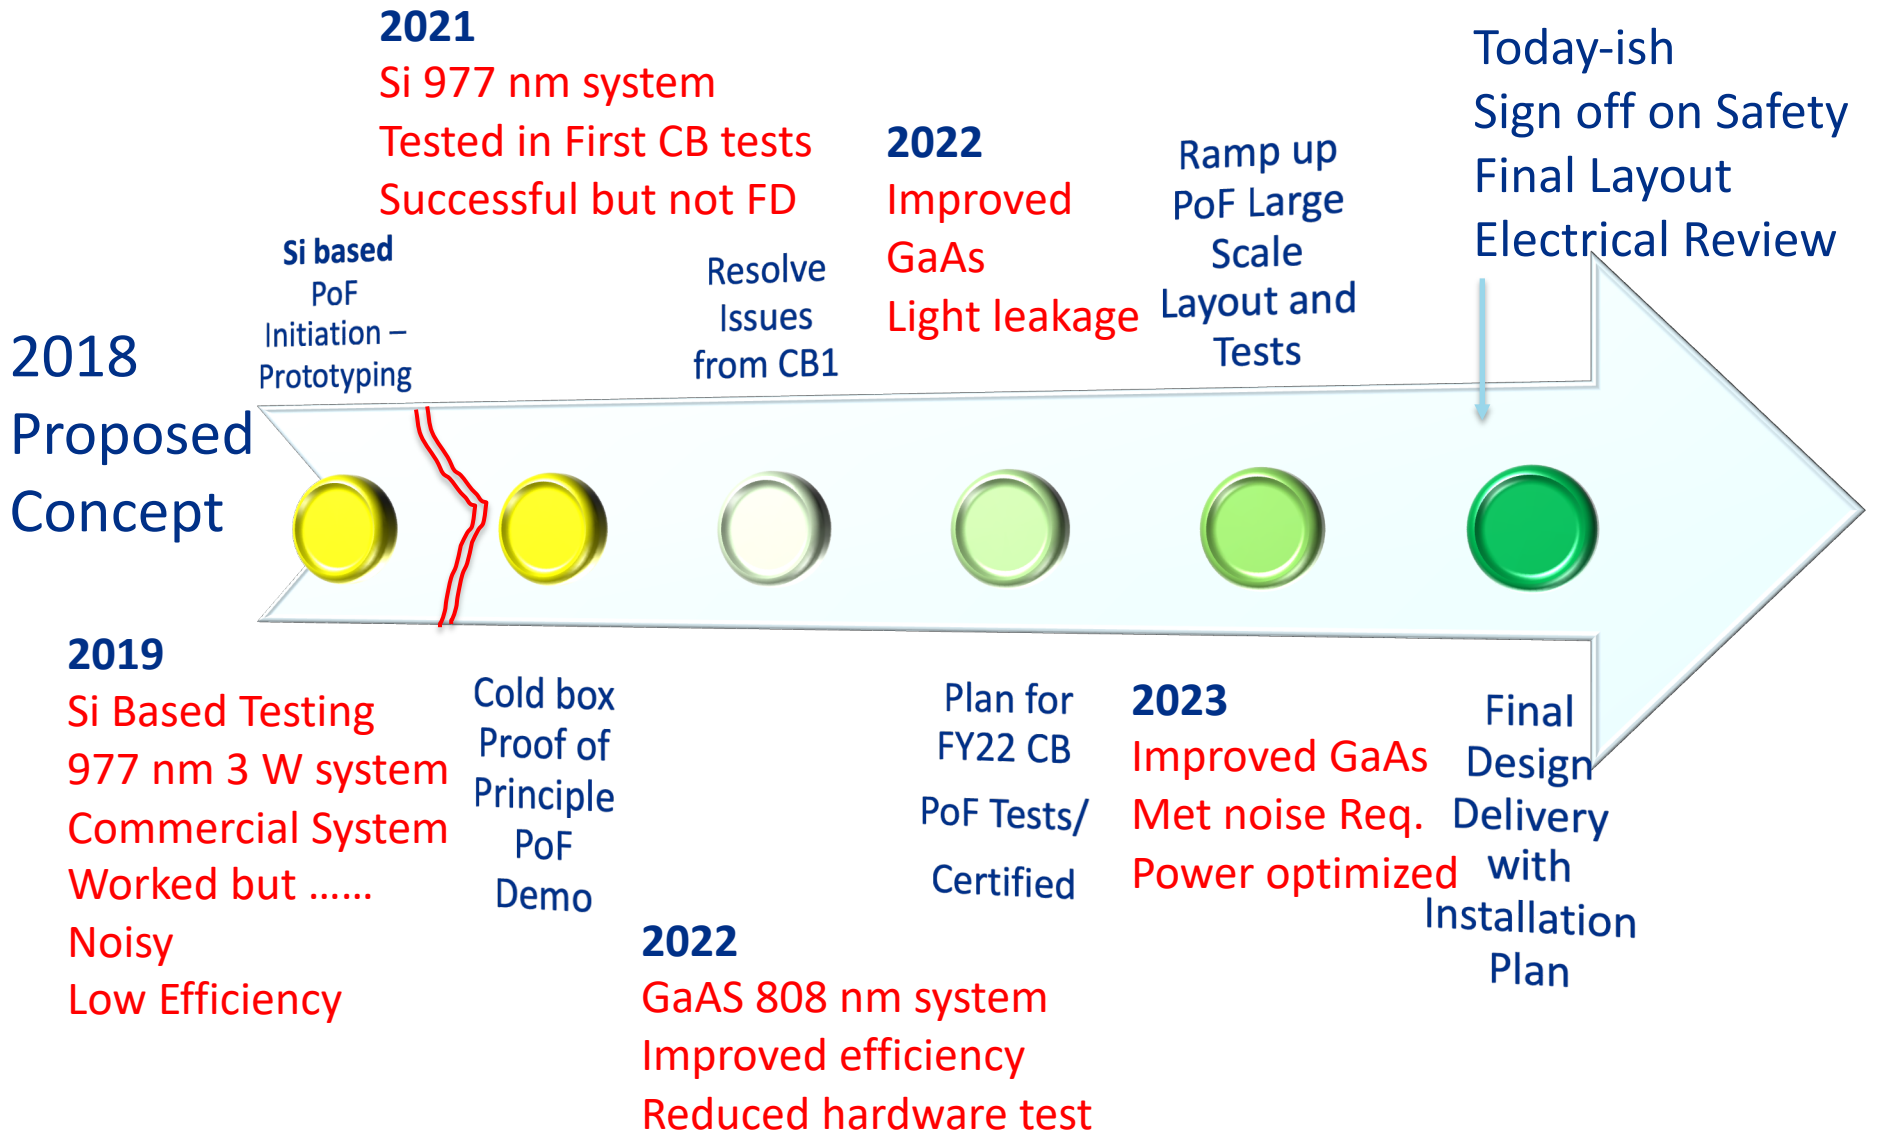 2018
Proposed
Concept
Si based
PoF
Initiation –
Prototyping
2019
Si Based Testing
977 nm 3 W system
Commercial System
Worked but ......
Noisy
Low Efficiency
2021
Si 977 nm system
Tested in First CB tests
Successful but not FD
Cold box
Proof of
Principle
PoF
Demo
Resolve
Issues
from CB1
2022
GaAS 808 nm system
Improved efficiency
Reduced hardware test
2022
Improved
GaAs
Light leakage
Plan for
FY22 CB
PoF Tests/
Certified
Ramp up
PoF Large
Scale
Layout and
Tests
2023
Improved GaAs
Met noise Req.
Power optimized
Today-ish
Sign off on Safety
Final Layout
Electrical Review
Final
Design
Delivery
with
Installation
Plan